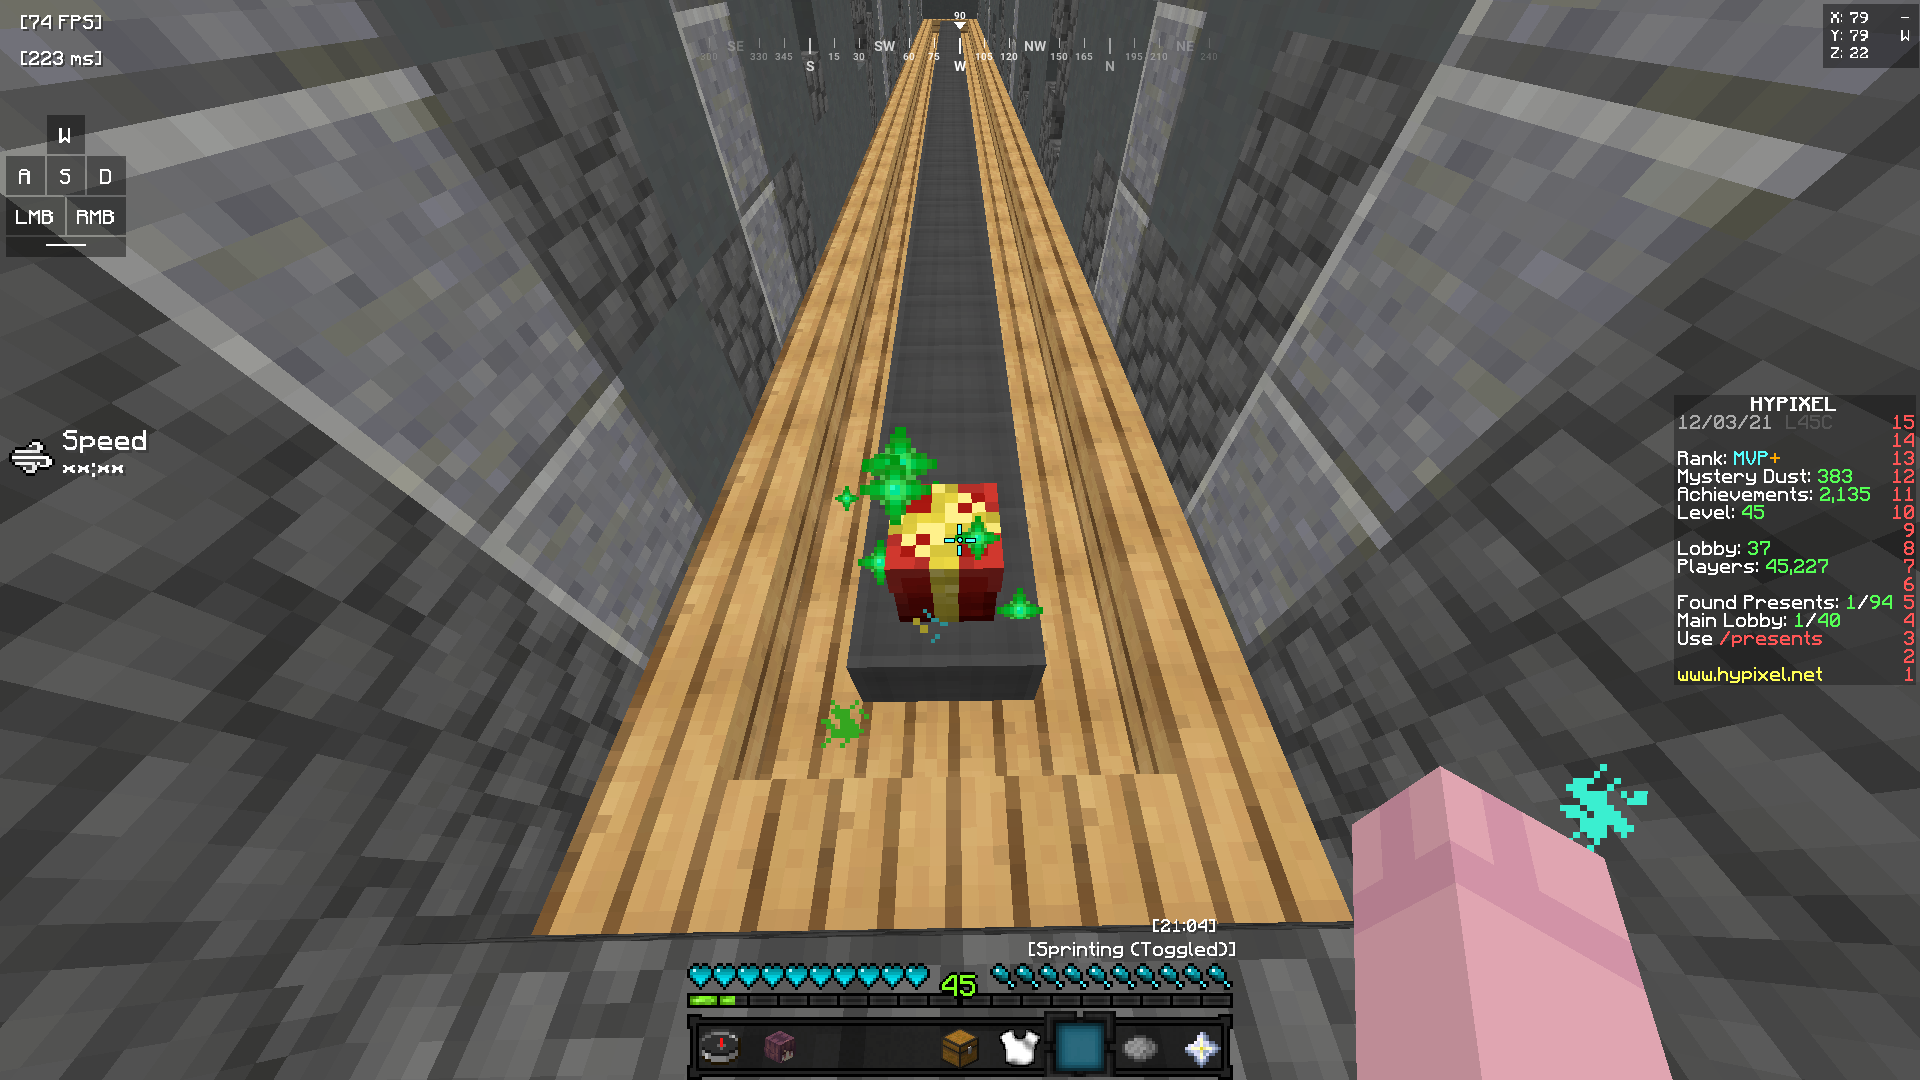 [74 FPS]
[223 ms]
W
A S D
LMB RMB
Speed
××:××
90
SE SW NW NE
300 330 345 15 30 60 75 105 120 150 165 195 210 240
S W N
X: 79 -
Y: 79 W
Z: 22
HYPIXEL
12/03/21 L45C 15
14
Rank: MVP+ 13
Mystery Dust: 383 12
Achievements: 2,135 11
Level: 45 10
9
Lobby: 37 8
Players: 45,227 7
6
Found Presents: 1/94 5
Main Lobby: 1/40 4
Use /presents 3
2
www.hypixel.net 1
[21:04]
[Sprinting (Toggled)]
45